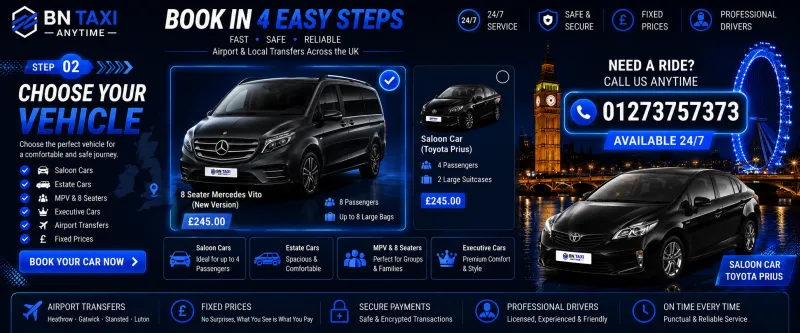 BN TAXI
ANYTIME
BOOK IN 4 EASY STEPS
FAST • SAFE • RELIABLE
Airport & Local Transfers Across the UK
24/7
24/7
SERVICE
SAFE &
SECURE
£
FIXED
PRICES
PROFESSIONAL
DRIVERS
STEP 02
CHOOSE YOUR
VEHICLE
Choose the perfect vehicle for
a comfortable and safe journey.
Saloon Cars
Estate Cars
MPV & 8 Seaters
Executive Cars
Airport Transfers
£ Fixed Prices
BOOK YOUR CAR NOW
BN TAXI
8 Seater Mercedes Vito
(New Version)
£245.00
8 Passengers
Up to 8 Large Bags
Saloon Car
(Toyota Prius)
4 Passengers
2 Large Suitcases
£245.00
Saloon Cars
Ideal for up to 4
Passengers
Estate Cars
Spacious &
Comfortable
MPV & 8 Seaters
Perfect for Groups
& Families
Executive Cars
Premium Comfort
& Style
NEED A RIDE?
CALL US ANYTIME
01273757373
AVAILABLE 24/7
BN TAXI
SALOON CAR
TOYOTA PRIUS
AIRPORT TRANSFERS
Heathrow - Gatwick - Stansted - Luton
£
FIXED PRICES
No Surprises, What You See is What You Pay
SECURE PAYMENTS
Safe & Encrypted Transactions
PROFESSIONAL DRIVERS
Licensed, Experienced & Friendly
ON TIME EVERY TIME
Punctual & Reliable Service